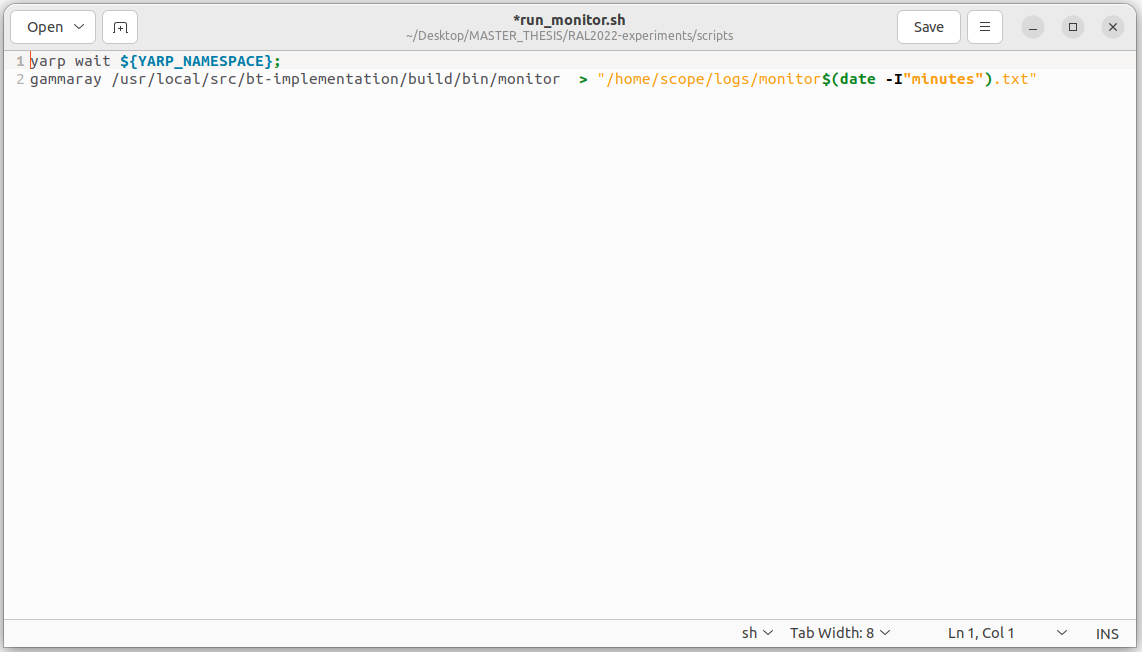 Open
*run_monitor.sh
~/Desktop/MASTER_THESIS/RAL2022-experiments/scripts
Save
1 yarp wait ${YARP_NAMESPACE};
2 gammaray /usr/local/src/bt-implementation/build/bin/monitor  > "/home/scope/logs/monitor$(date -I"minutes").txt"
sh Tab Width: 8 Ln 1, Col 1 INS